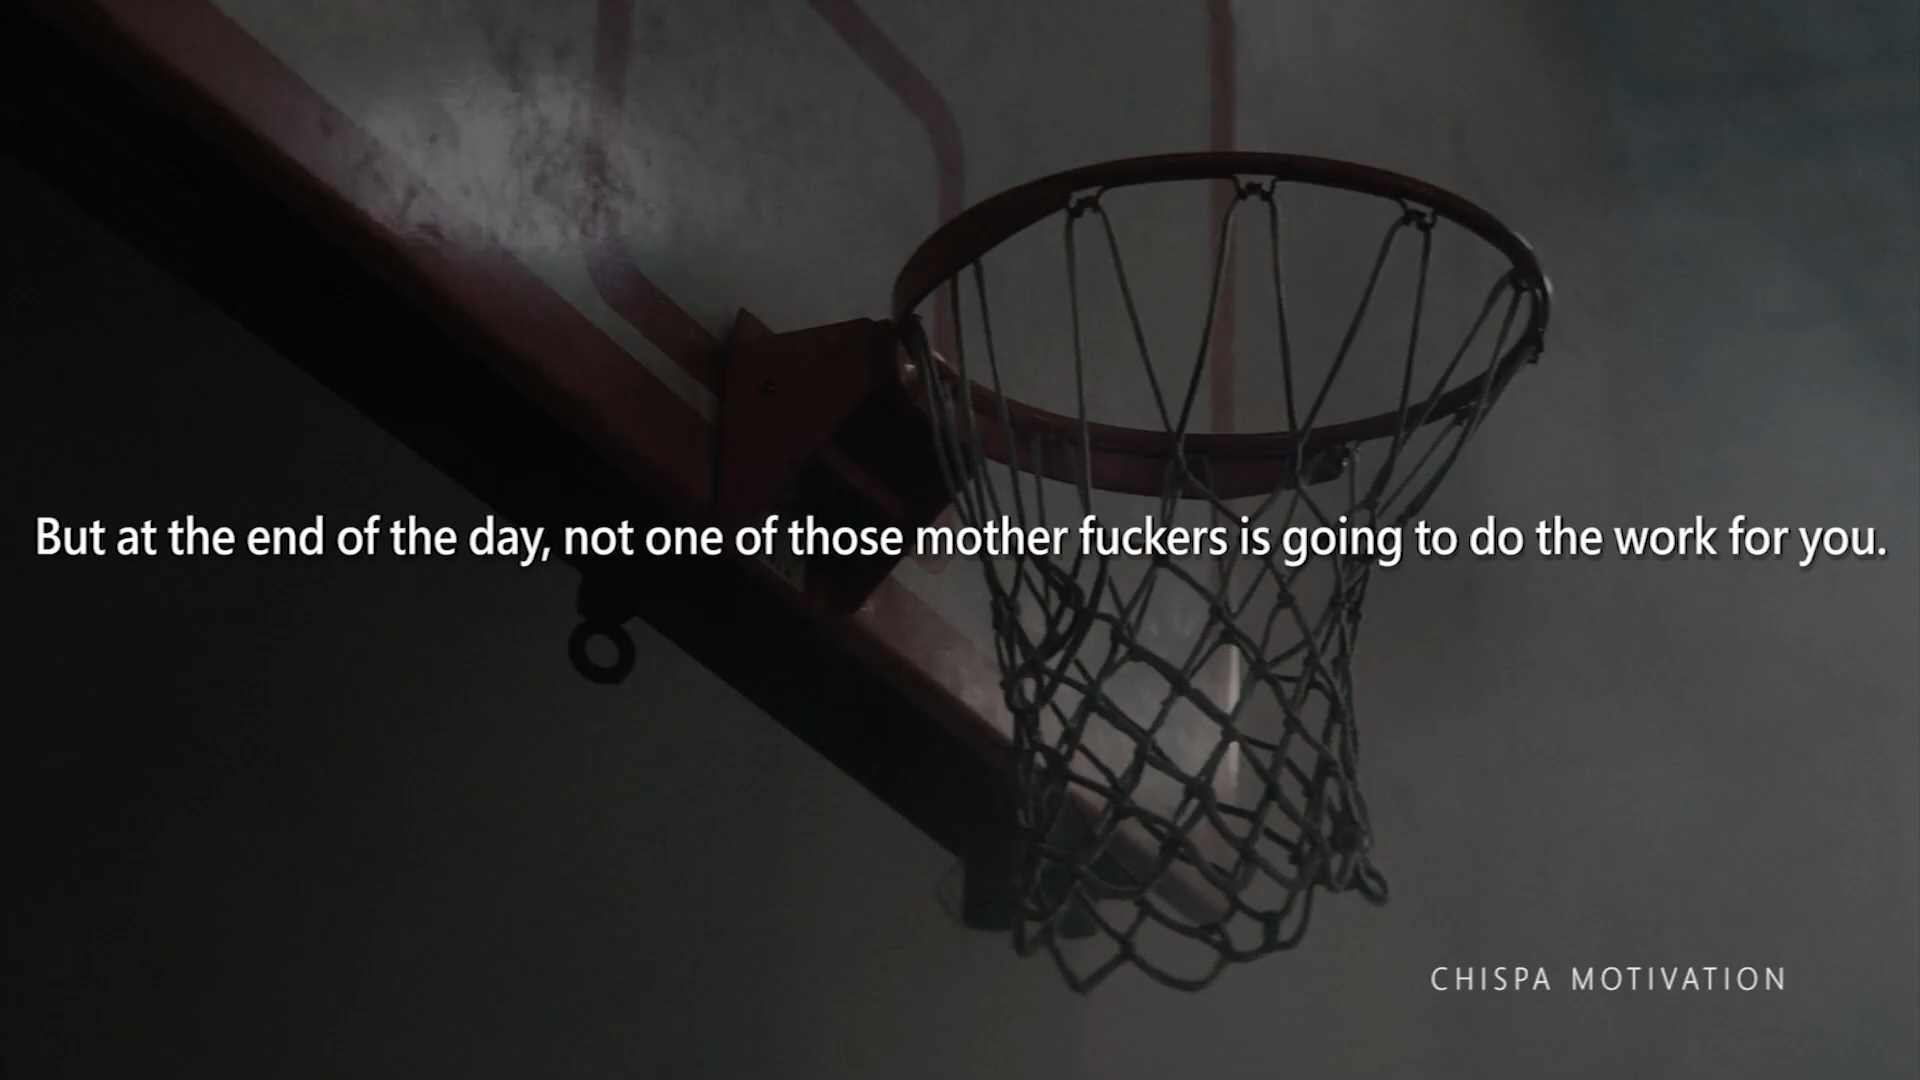 But at the end of the day, not one of those mother fuckers is going to do the work for you.
CHISPA MOTIVATION